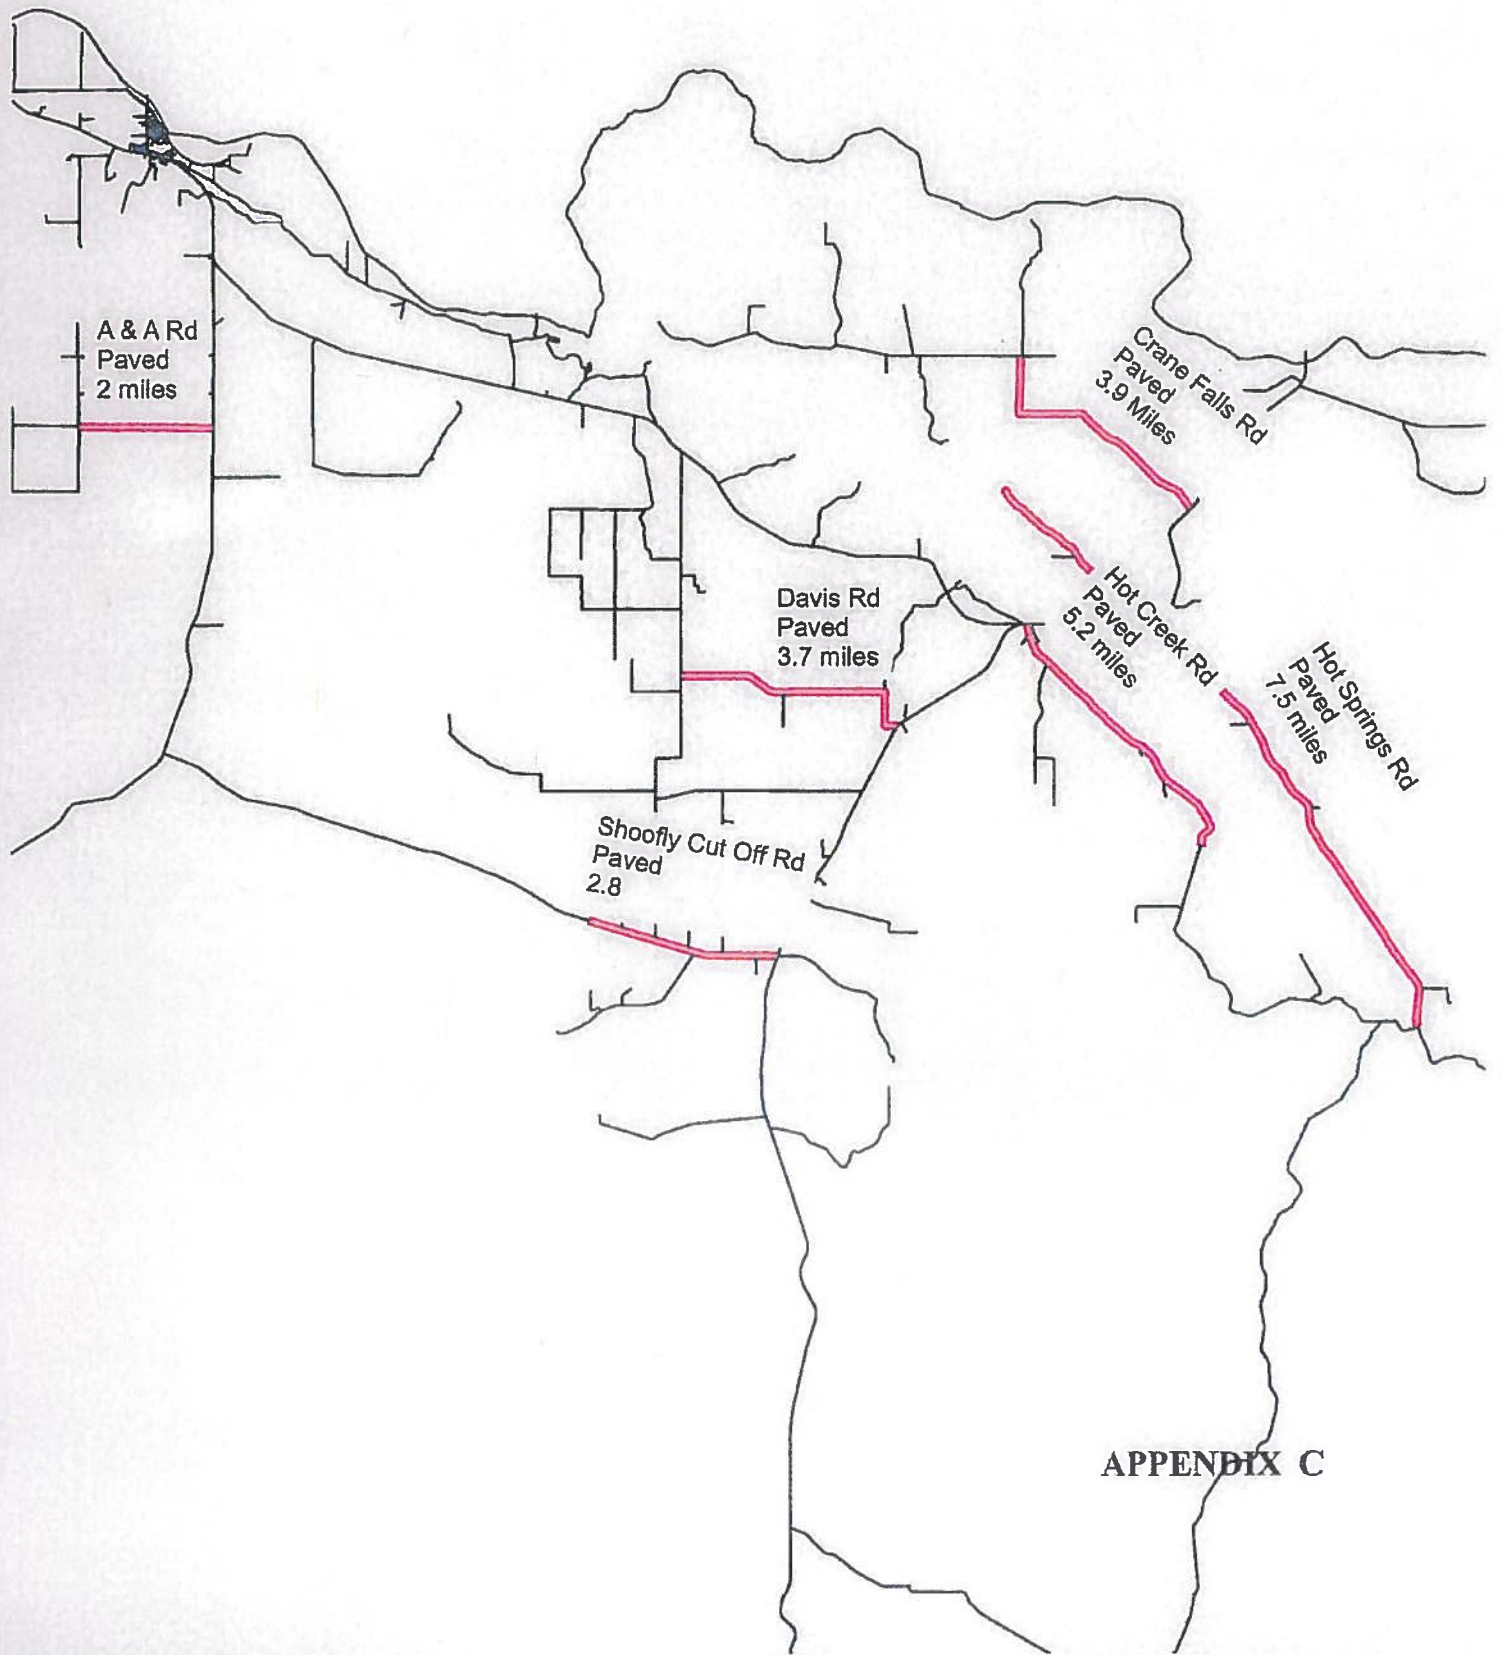 A & A Rd
Paved
2 miles
Crane Falls Rd
Paved
3.9 Miles
Hot Creek Rd
Paved
5.2 miles
Davis Rd
Paved
3.7 miles
Hot Springs Rd
Paved
7.5 miles
Shoofly Cut Off Rd
Paved
2.8
APPENDIX C